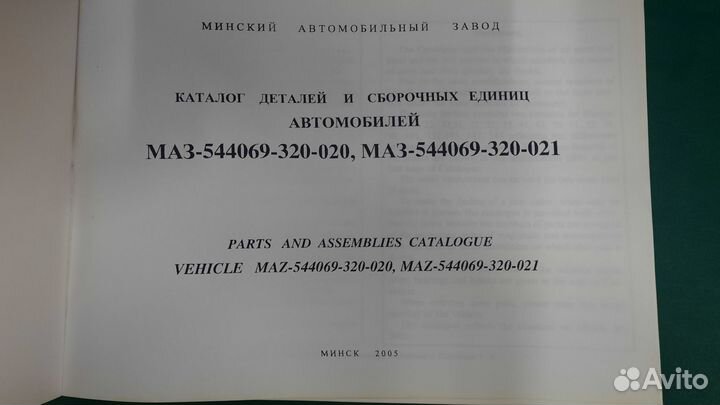 МИНСКИЙ АВТОМОБИЛЬНЫЙ ЗАВОД
КАТАЛОГ ДЕТАЛЕЙ И СБОРОЧНЫХ ЕДИНИЦ
АВТОМОБИЛЕЙ
МАЗ-544069-320-020, МАЗ-544069-320-021
PARTS AND ASSEMBLIES CATALOGUE
VEHICLE MAZ-544069-320-020, MAZ-544069-320-021
МИНСК 2005
Avito